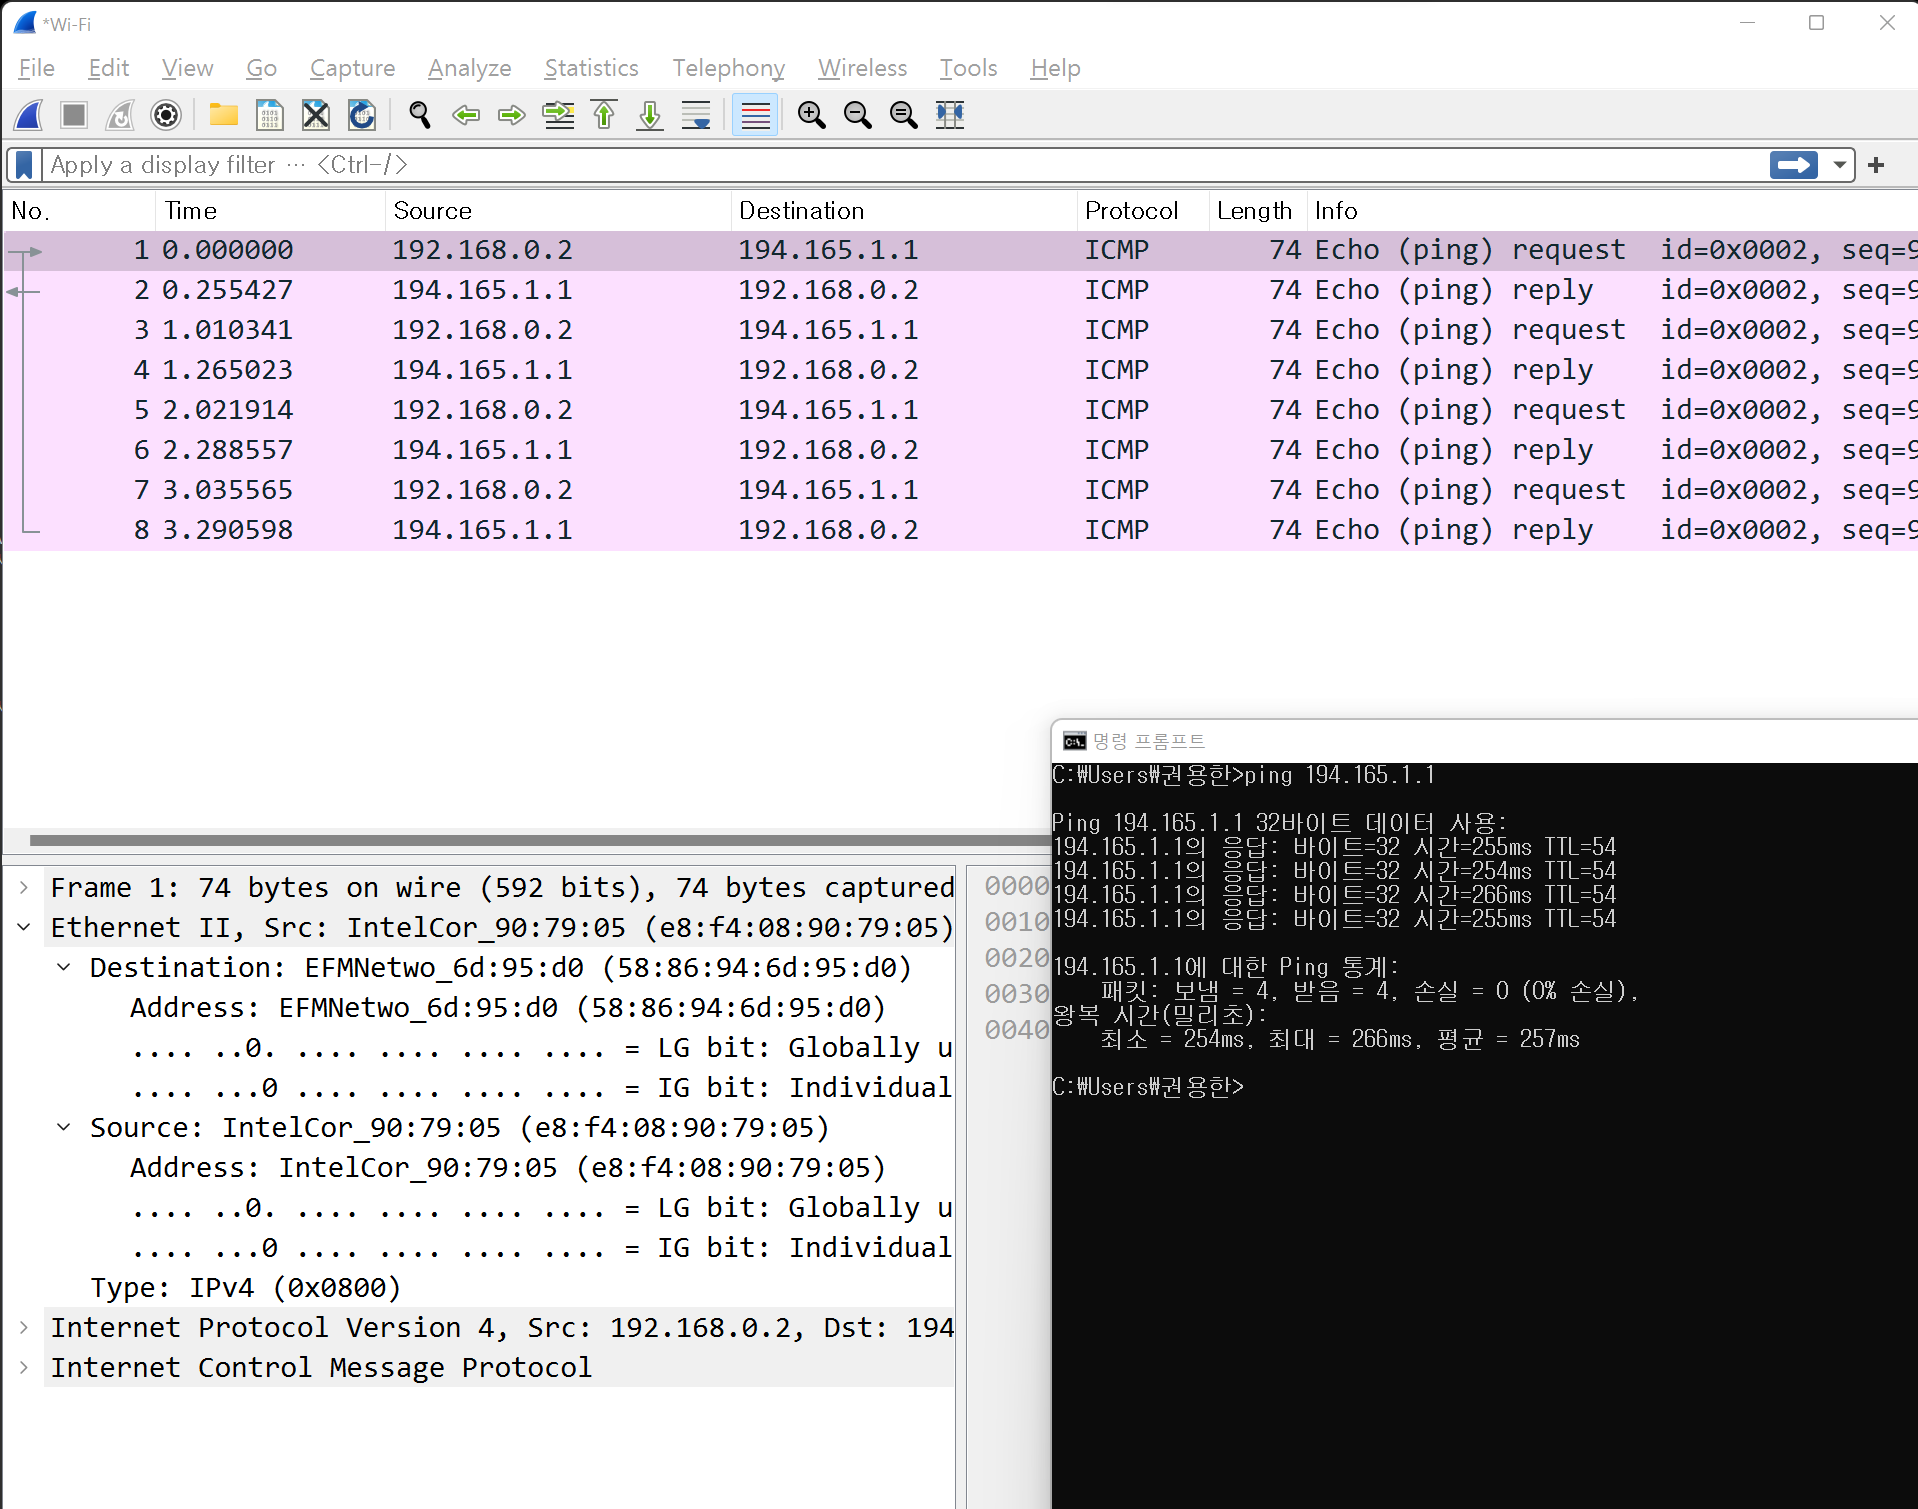 *Wi-Fi
File Edit View Go Capture Analyze Statistics Telephony Wireless Tools Help
Apply a display filter ··· <Ctrl-/>
No. Time Source Destination Protocol Length Info
1 0.000000 192.168.0.2 194.165.1.1 ICMP 74 Echo (ping) request id=0x0002, seq=9
2 0.255427 194.165.1.1 192.168.0.2 ICMP 74 Echo (ping) reply id=0x0002, seq=9
3 1.010341 192.168.0.2 194.165.1.1 ICMP 74 Echo (ping) request id=0x0002, seq=9
4 1.265023 194.165.1.1 192.168.0.2 ICMP 74 Echo (ping) reply id=0x0002, seq=9
5 2.021914 192.168.0.2 194.165.1.1 ICMP 74 Echo (ping) request id=0x0002, seq=9
6 2.288557 194.165.1.1 192.168.0.2 ICMP 74 Echo (ping) reply id=0x0002, seq=9
7 3.035565 192.168.0.2 194.165.1.1 ICMP 74 Echo (ping) request id=0x0002, seq=9
8 3.290598 194.165.1.1 192.168.0.2 ICMP 74 Echo (ping) reply id=0x0002, seq=9
Frame 1: 74 bytes on wire (592 bits), 74 bytes captured
Ethernet II, Src: IntelCor_90:79:05 (e8:f4:08:90:79:05)
Destination: EFMNetwo_6d:95:d0 (58:86:94:6d:95:d0)
Address: EFMNetwo_6d:95:d0 (58:86:94:6d:95:d0)
.... ..0. .... .... .... .... = LG bit: Globally u
.... ...0 .... .... .... .... = IG bit: Individual
Source: IntelCor_90:79:05 (e8:f4:08:90:79:05)
Address: IntelCor_90:79:05 (e8:f4:08:90:79:05)
.... ..0. .... .... .... .... = LG bit: Globally u
.... ...0 .... .... .... .... = IG bit: Individual
Type: IPv4 (0x0800)
Internet Protocol Version 4, Src: 192.168.0.2, Dst: 194
Internet Control Message Protocol
0000
0010
0020
0030
0040
명령 프롬프트
C:₩Users₩권용한>ping 194.165.1.1
Ping 194.165.1.1 32바이트 데이터 사용:
194.165.1.1의 응답: 바이트=32 시간=255ms TTL=54
194.165.1.1의 응답: 바이트=32 시간=254ms TTL=54
194.165.1.1의 응답: 바이트=32 시간=266ms TTL=54
194.165.1.1의 응답: 바이트=32 시간=255ms TTL=54
194.165.1.1에 대한 Ping 통계:
패킷: 보냄 = 4, 받음 = 4, 손실 = 0 (0% 손실),
왕복 시간(밀리초):
최소 = 254ms, 최대 = 266ms, 평균 = 257ms
C:₩Users₩권용한>